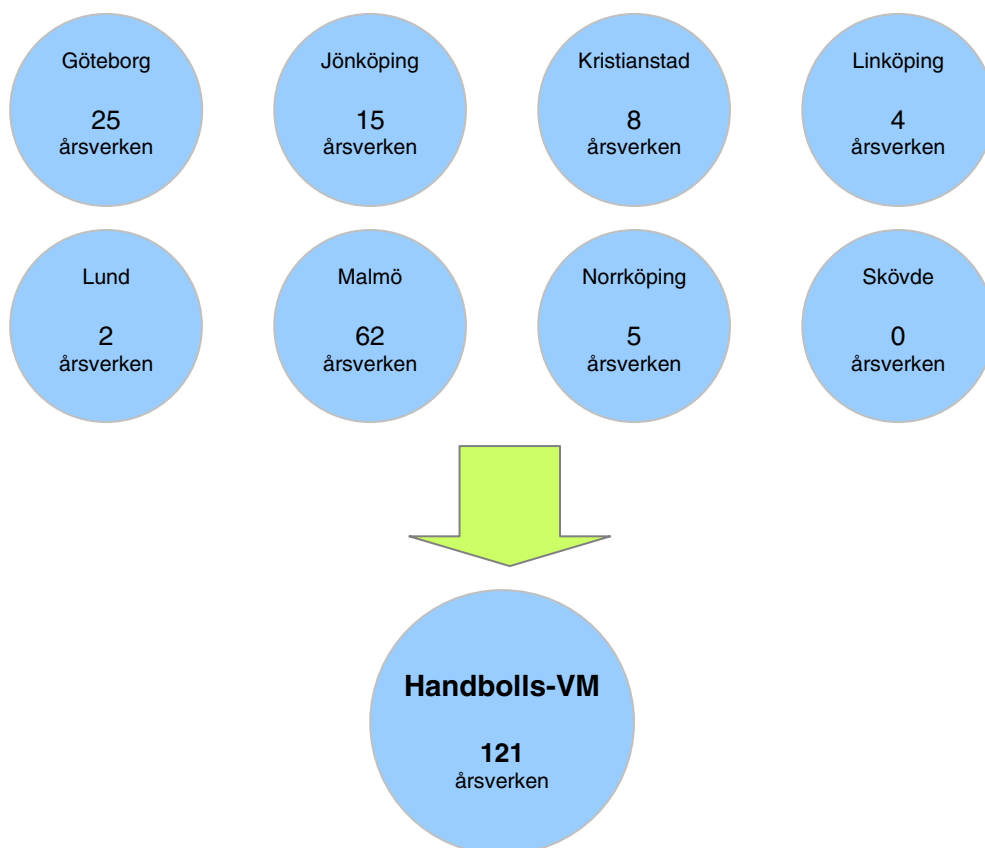 Göteborg
25
årsverken
Jönköping
15
årsverken
Kristianstad
8
årsverken
Linköping
4
årsverken
Lund
2
årsverken
Malmö
62
årsverken
Norrköping
5
årsverken
Skövde
0
årsverken
Handbolls-VM
121
årsverken